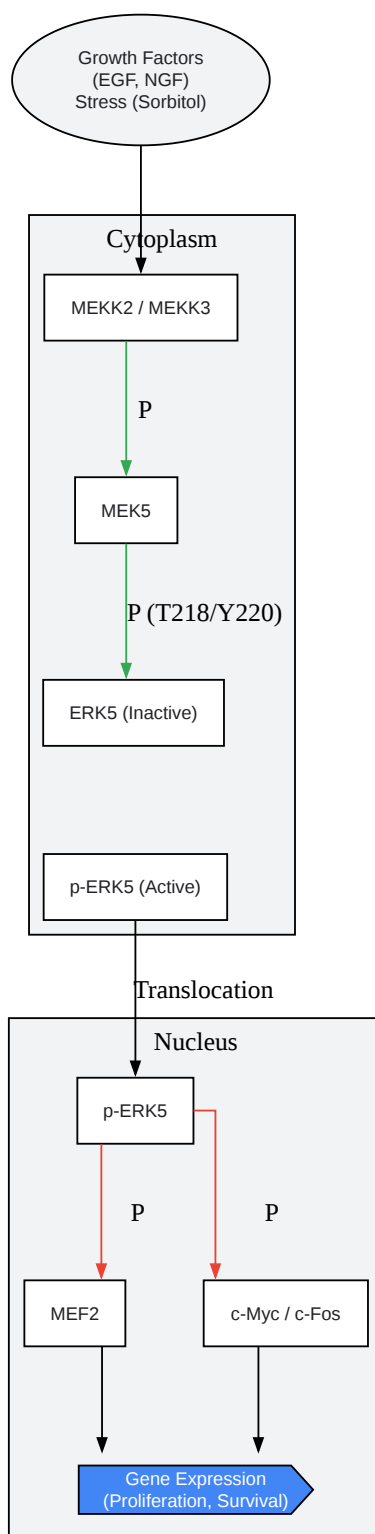 Growth Factors
(EGF, NGF)
Stress (Sorbitol)
Cytoplasm
MEKK2 / MEKK3
P
MEK5
P (T218/Y220)
ERK5 (Inactive)
p-ERK5 (Active)
Translocation
Nucleus
p-ERK5
P
P
MEF2
c-Myc / c-Fos
Gene Expression
(Proliferation, Survival)